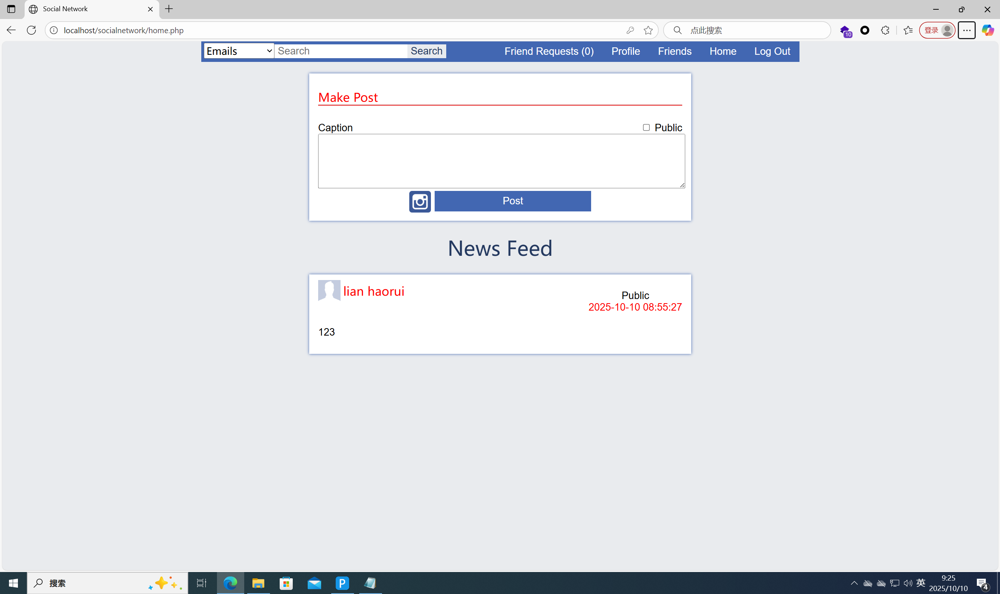 Social Network
localhost/socialnetwork/home.php
点此搜索
10
登录
Emails
Search
Search
Friend Requests (0)
Profile
Friends
Home
Log Out
Make Post
Caption
Public
Post
News Feed
lian haorui
Public
2025-10-10 08:55:27
123
搜索
P
英
9:25
2025/10/10
4